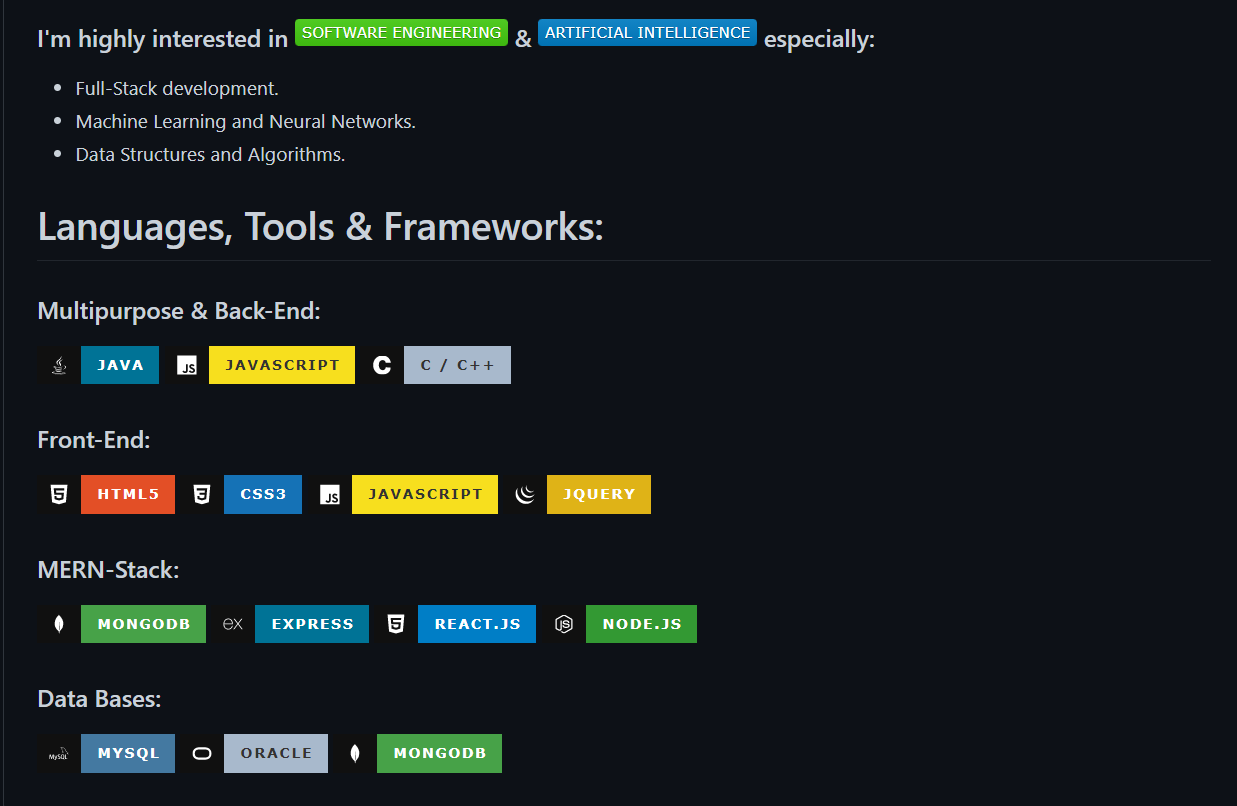 I'm highly interested in SOFTWARE ENGINEERING & ARTIFICIAL INTELLIGENCE especially:
Full-Stack development.
Machine Learning and Neural Networks.
Data Structures and Algorithms.
Languages, Tools & Frameworks:
Multipurpose & Back-End:
JAVA JS JAVASCRIPT C C / C++
Front-End:
5 HTML5 3 CSS3 JS JAVASCRIPT JQUERY
MERN-Stack:
MONGODB ex EXPRESS 5 REACT.JS JS NODE.JS
Data Bases:
MySQL MYSQL ORACLE MONGODB